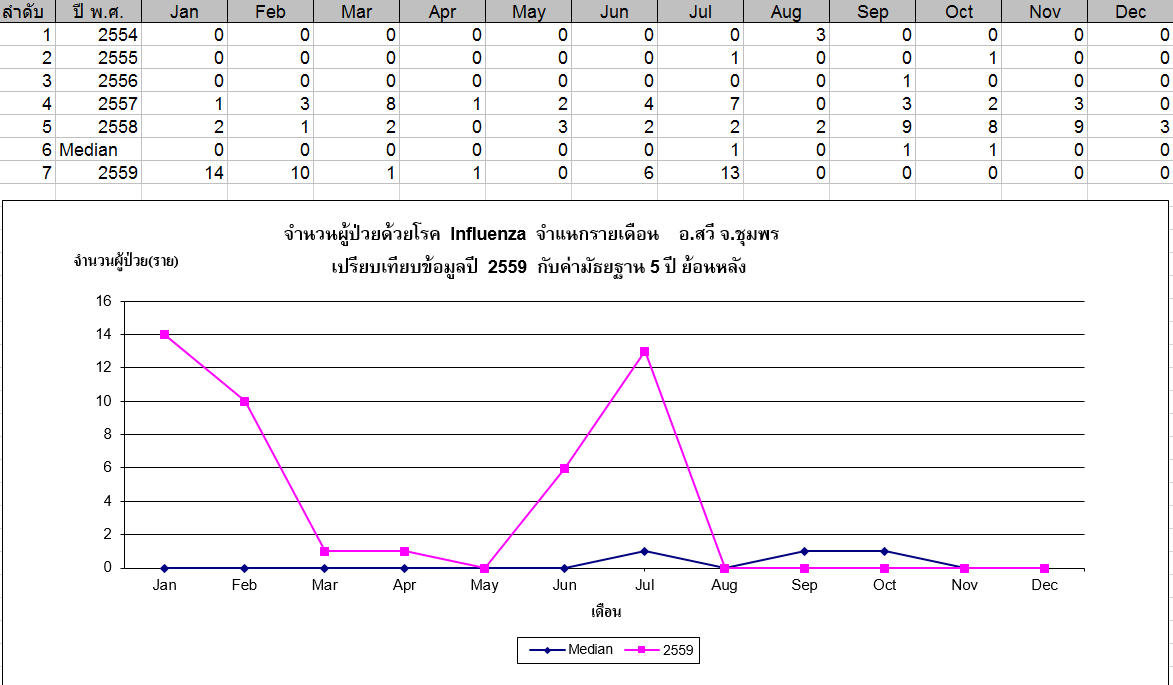 ลำดับ ปี พ.ศ. Jan Feb Mar Apr May Jun Jul Aug Sep Oct Nov Dec
1 2554 0 0 0 0 0 0 0 3 0 0 0 0
2 2555 0 0 0 0 0 0 1 0 0 1 0 0
3 2556 0 0 0 0 0 0 0 0 1 0 0 0
4 2557 1 3 8 1 2 4 7 0 3 2 3 0
5 2558 2 1 2 0 3 2 2 2 9 8 9 3
6 Median 0 0 0 0 0 0 1 0 1 1 0 0
7 2559 14 10 1 1 0 6 13 0 0 0 0 0
จำนวนผู้ป่วยด้วยโรค Influenza จำแนกรายเดือน อ.สวี จ.ชุมพร
เปรียบเทียบข้อมูลปี 2559 กับค่ามัธยฐาน 5 ปี ย้อนหลัง
จำนวนผู้ป่วย(ราย)
16
14
12
10
8
6
4
2
0
Jan Feb Mar Apr May Jun Jul Aug Sep Oct Nov Dec
เดือน
Median 2559